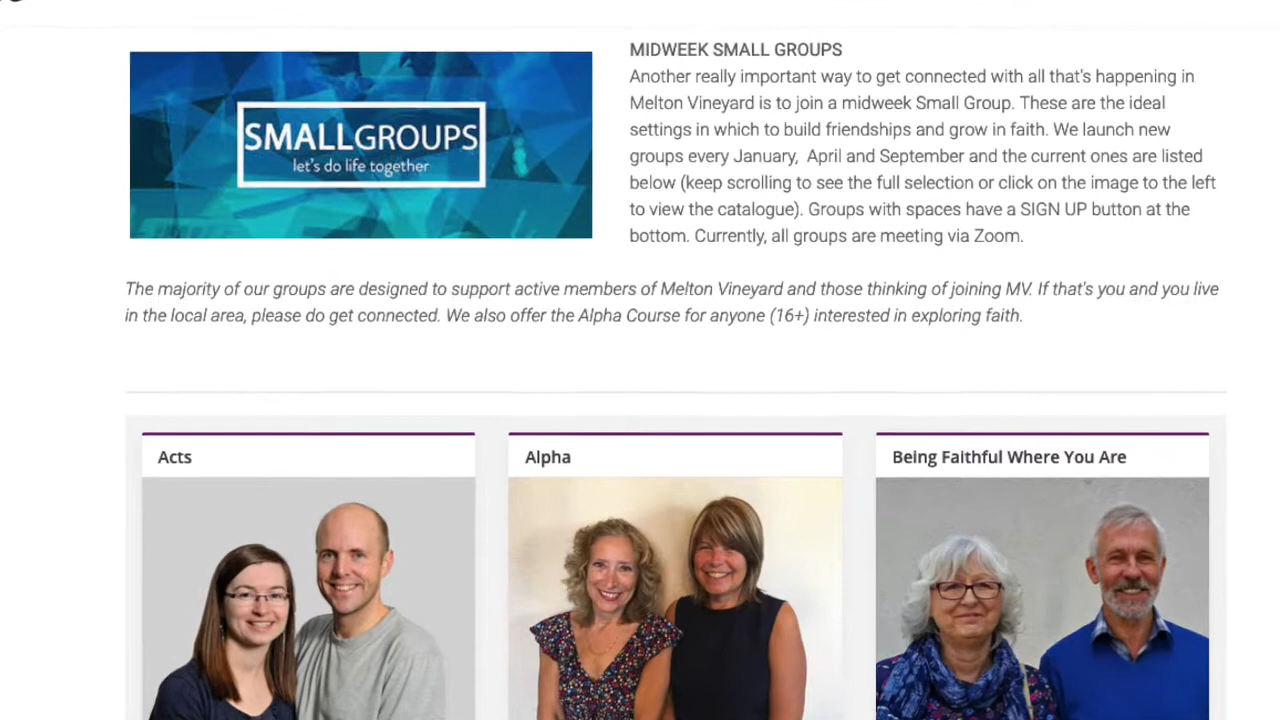 SMALLGROUPS
let's do life together
MIDWEEK SMALL GROUPS
Another really important way to get connected with all that's happening in
Melton Vineyard is to join a midweek Small Group. These are the ideal
settings in which to build friendships and grow in faith. We launch new
groups every January,  April and September and the current ones are listed
below (keep scrolling to see the full selection or click on the image to the left
to view the catalogue). Groups with spaces have a SIGN UP button at the
bottom. Currently, all groups are meeting via Zoom.
The majority of our groups are designed to support active members of Melton Vineyard and those thinking of joining MV. If that's you and you live
in the local area, please do get connected. We also offer the Alpha Course for anyone (16+) interested in exploring faith.
Acts
Alpha
Being Faithful Where You Are